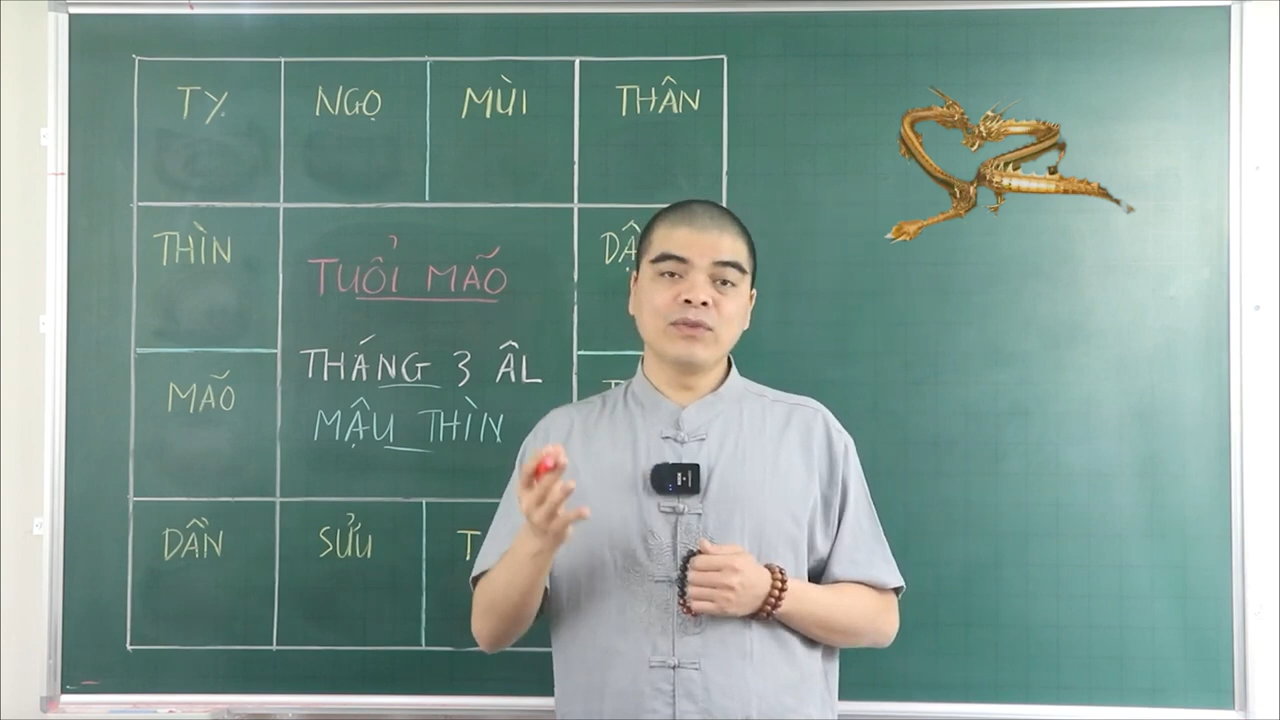 TỴ NGỌ MÙI THÂN
THÌN
TUỔI MÃO
THÁNG 3 ÂL
MẬU THÌN
MÃO
DẦN SỬU